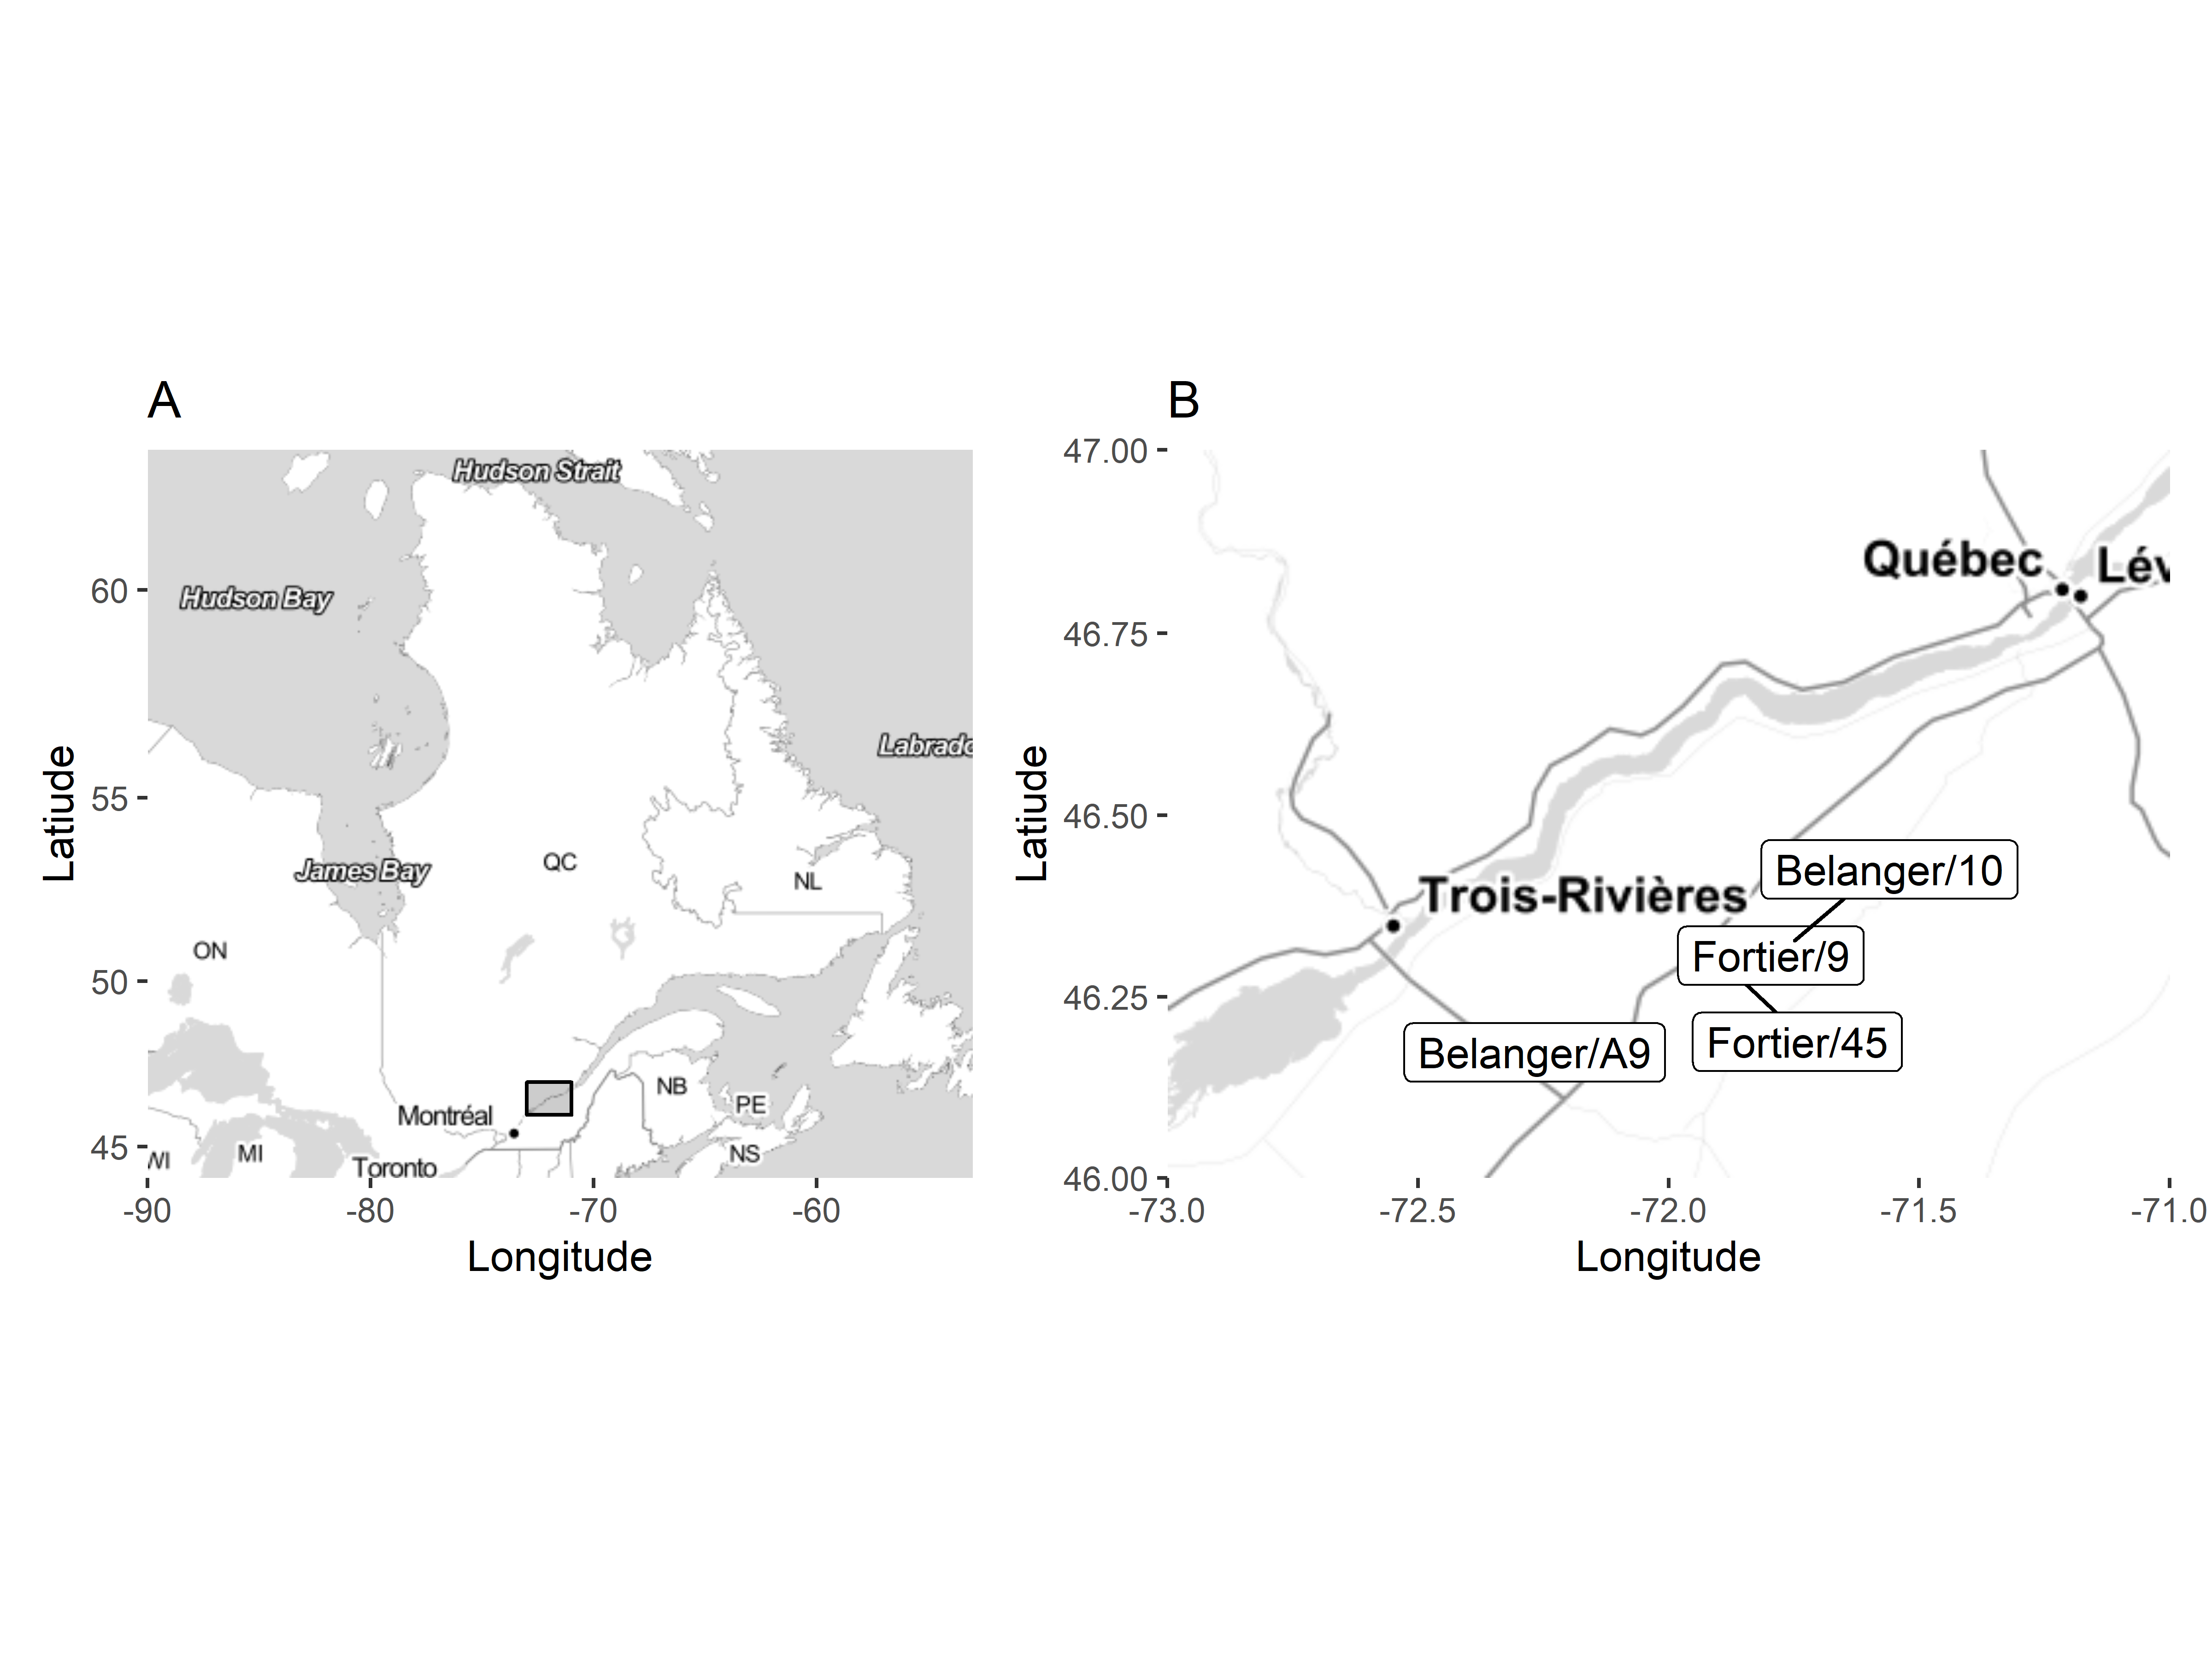 A
Hudson Strait
60
Hudson Bay
Labrado
55
QC
James Bay
NL
ON
50
NB
PE
Montréal
45
WI
MI
Toronto
NS
-90
-80
-70
-60
Longitude
Latiude
B
47.00
Québec
Lév
46.75
46.50
Belanger/10
Trois-Rivières
Fortier/9
46.25
Fortier/45
Belanger/A9
46.00
-73.0
-72.5
-72.0
-71.5
-71.0
Longitude
Latiude